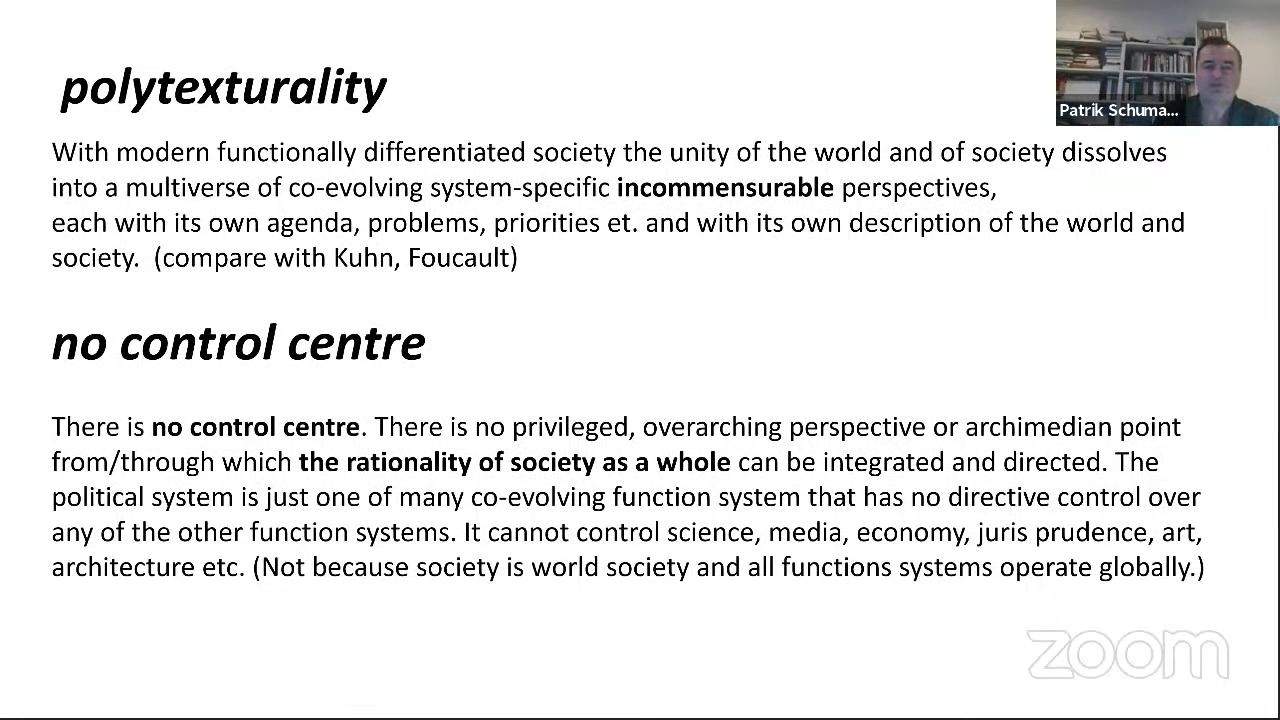 polytexturality
Patrik Schuma...
With modern functionally differentiated society the unity of the world and of society dissolves
into a multiverse of co-evolving system-specific incommensurable perspectives,
each with its own agenda, problems, priorities et. and with its own description of the world and
society.  (compare with Kuhn, Foucault)
no control centre
There is no control centre. There is no privileged, overarching perspective or archimedian point
from/through which the rationality of society as a whole can be integrated and directed. The
political system is just one of many co-evolving function system that has no directive control over
any of the other function systems. It cannot control science, media, economy, juris prudence, art,
architecture etc. (Not because society is world society and all functions systems operate globally.)
zoom